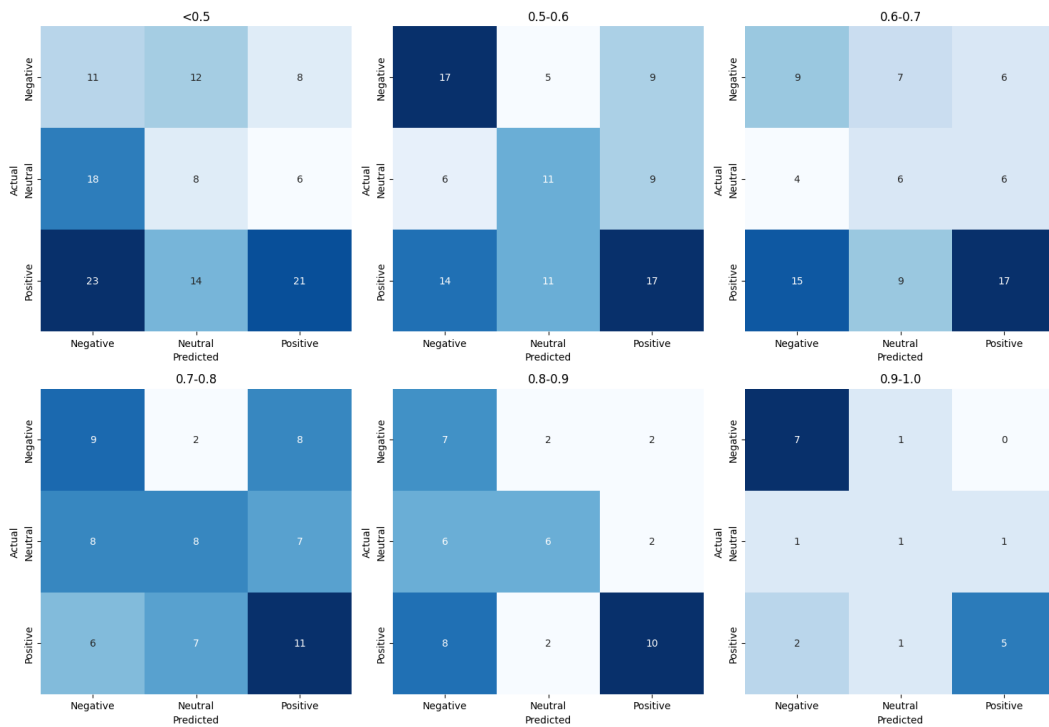 <0.5
Negative 11 12 8
Actual
Neutral 18 8 6
Positive 23 14 21
Negative Neutral Positive
Predicted
0.5-0.6
Negative 17 5 9
Actual
Neutral 6 11 9
Positive 14 11 17
Negative Neutral Positive
Predicted
0.6-0.7
Negative 9 7 6
Actual
Neutral 4 6 6
Positive 15 9 17
Negative Neutral Positive
Predicted
0.7-0.8
Negative 9 2 8
Actual
Neutral 8 8 7
Positive 6 7 11
Negative Neutral Positive
Predicted
0.8-0.9
Negative 7 2 2
Actual
Neutral 6 6 2
Positive 8 2 10
Negative Neutral Positive
Predicted
0.9-1.0
Negative 7 1 0
Actual
Neutral 1 1 1
Positive 2 1 5
Negative Neutral Positive
Predicted